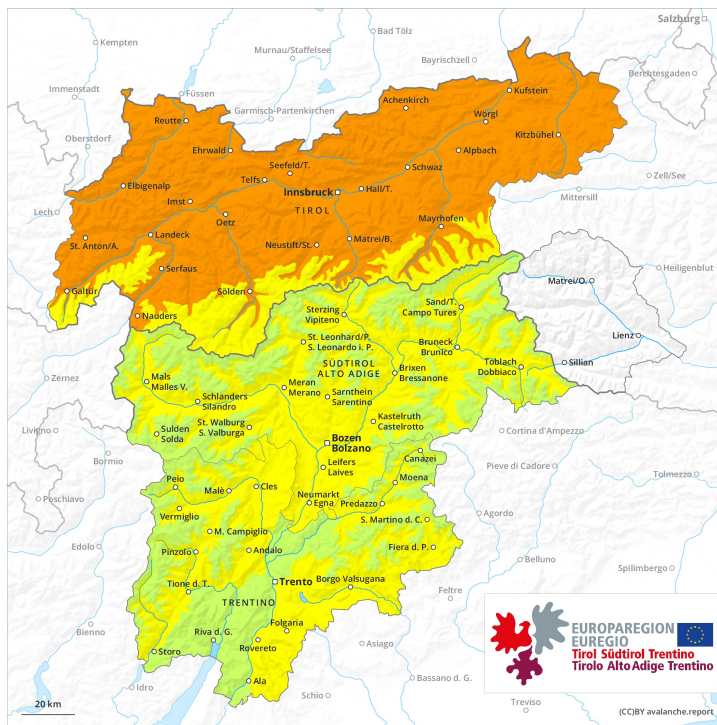 Salzburg
Kempten
Bad Tölz
Murnau/Staffelsee
Bayrischzell
Berchtesgaden
Immenstadt
Füssen
Garmisch-Partenkirchen
Achenkirch
Kufstein
Reutte
Wörgl
Oberstdorf
Ehrwald
Kitzbühel
Alpbach
Seefeld/T.
Schwaz
Zell/See
Elbigenalp
Telfs
Innsbruck
Hall/T.
Mittersill
Imst
TIROL
Lech
Oetz
Mayrhofen
St. Anton/A.
Landeck
Neustift/St.
Matrei/B.
Heiligenblut
Serfaus
Matrei/O.
Galtür
Sölden
Nauders
Sterzing
Vipiteno
Sand/T.
Campo Tures
Lienz
St. Leonhard/P.
S. Leonardo i. P.
Bruneck
Brunico
Sillian
SÜDTIROL
ALTO ADIGE
Toblach
Dobbiaco
Zernez
Mals
Malles V.
Meran
Merano
Brixen
Bressanone
Schlanders
Silandro
Sarnthein
Sarentino
Livigno
St. Walburg
S. Valburga
Kastelruth
Castelrotto
Cortina d'Ampezzo
Sulden
Solda
Bozen
Bolzano
Bormio
Canazei
Pieve di Cadore
Leifers
Laives
Tolmezzo
Peio
Moena
Poschiavo
Malè
Cles
Neumarkt
Egna
Predazzo
Vermiglio
Agordo
S. Martino d. C.
M. Campiglio
Edolo
Pinzolo
Andalo
Fiera d. P.
Belluno
Spilimbergo
Tione d. T.
Trento
Borgo Valsugana
Feltre
TRENTINO
Folgaria
Bienno
Riva d. G.
Rovereto
Asiago
Storo
Bassano d. G.
Ala
Idro
Schio
Treviso
EUROPAREGION
EUREGIO
Tirol Südtirol Trentino
Tirolo Alto Adige Trentino
20 km
(CC)BY avalanche.report